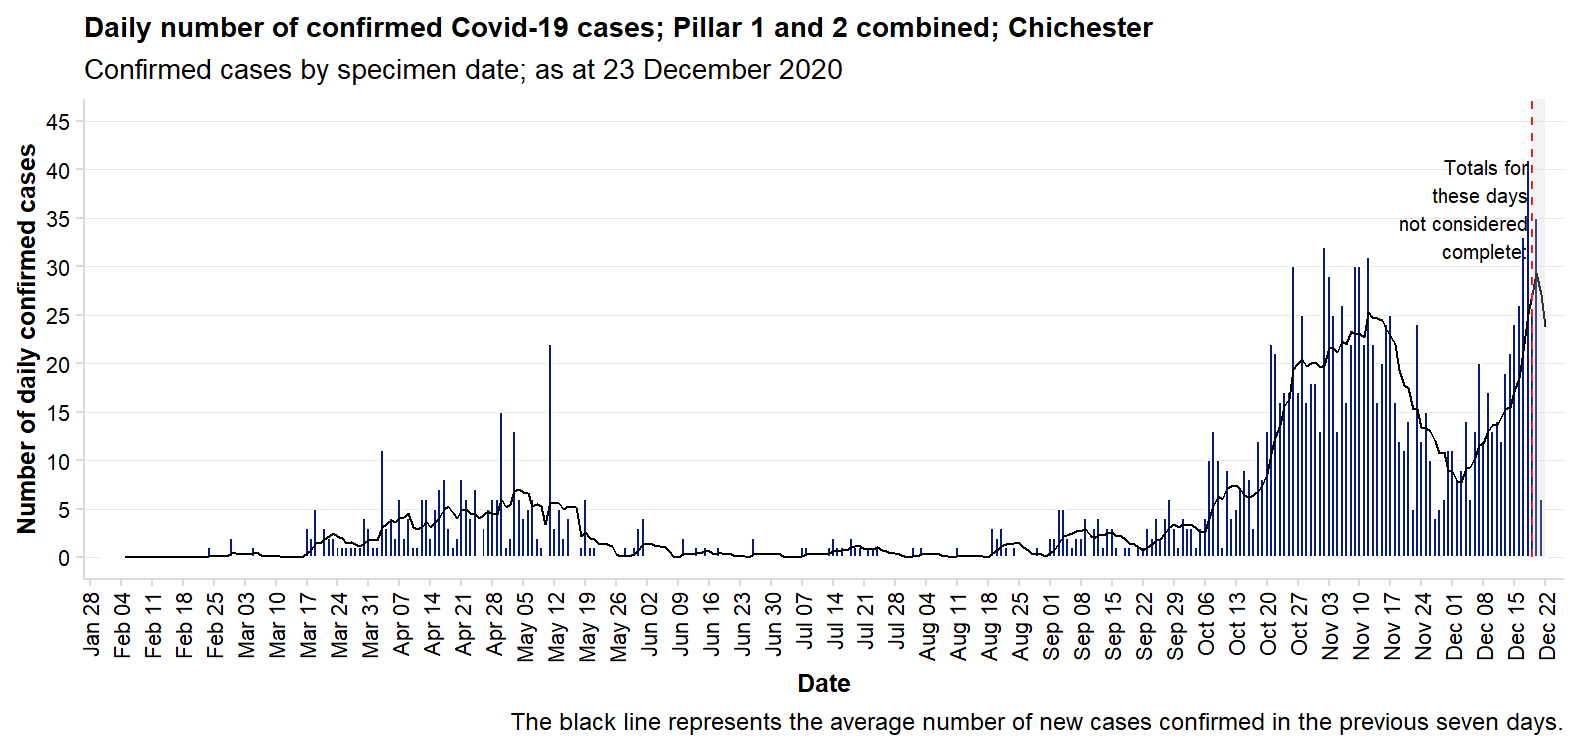 Daily number of confirmed Covid-19 cases; Pillar 1 and 2 combined; Chichester
Confirmed cases by specimen date; as at 23 December 2020
Number of daily confirmed cases
45
40
35
30
25
20
15
10
5
0
Totals for
these days
not considered
complete.
Jan 28
Feb 04
Feb 11
Feb 18
Feb 25
Mar 03
Mar 10
Mar 17
Mar 24
Mar 31
Apr 07
Apr 14
Apr 21
Apr 28
May 05
May 12
May 19
May 26
Jun 02
Jun 09
Jun 16
Jun 23
Jun 30
Jul 07
Jul 14
Jul 21
Jul 28
Aug 04
Aug 11
Aug 18
Aug 25
Sep 01
Sep 08
Sep 15
Sep 22
Sep 29
Oct 06
Oct 13
Oct 20
Oct 27
Nov 03
Nov 10
Nov 17
Nov 24
Dec 01
Dec 08
Dec 15
Dec 22
Date
The black line represents the average number of new cases confirmed in the previous seven days.